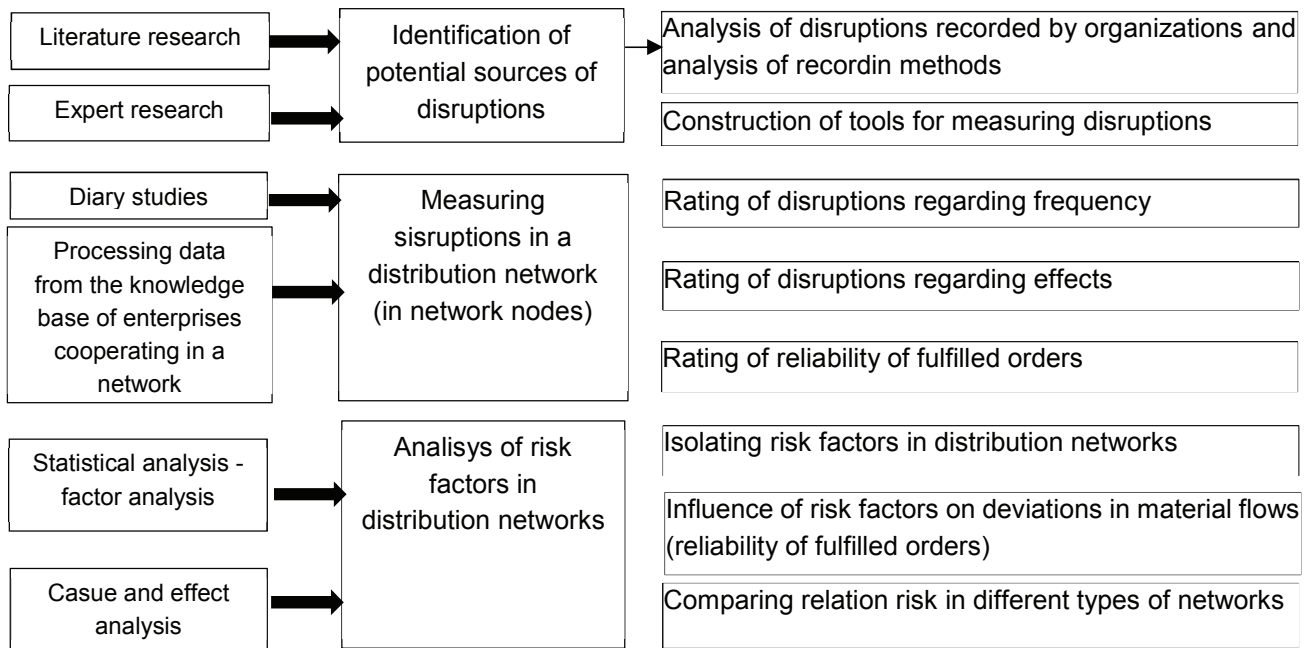 Literature research
Expert research
Identification of
potential sources of
disruptions
Analysis of disruptions recorded by organizations and
analysis of recordin methods
Construction of tools for measuring disruptions
Diary studies
Processing data
from the knowledge
base of enterprises
cooperating in a
network
Measuring
sisruptions in a
distribution network
(in network nodes)
Rating of disruptions regarding frequency
Rating of disruptions regarding effects
Rating of reliability of fulfilled orders
Statistical analysis -
factor analysis
Casue and effect
analysis
Analisys of risk
factors in
distribution networks
Isolating risk factors in distribution networks
Influence of risk factors on deviations in material flows
(reliability of fulfilled orders)
Comparing relation risk in different types of networks